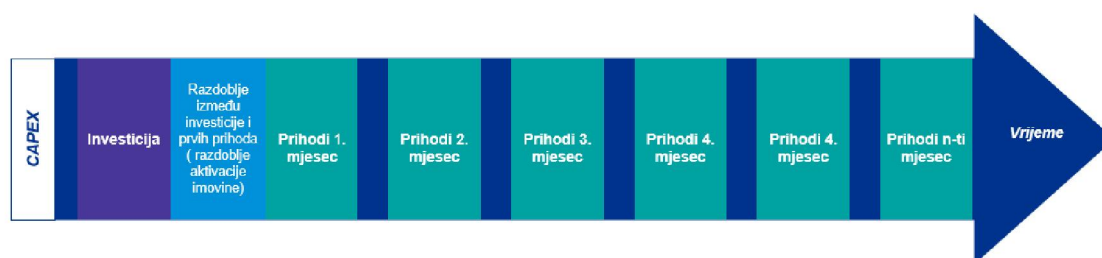 CAPEX
Investicija
Razdoblje
između
investicije i
prvih prihoda
( razdoblje
aktivacije
imovine)
Prihodi 1.
mjesec
Prihodi 2.
mjesec
Prihodi 3.
mjesec
Prihodi 4.
mjesec
Prihodi 4.
mjesec
Prihodi n-ti
mjesec
Vrijeme